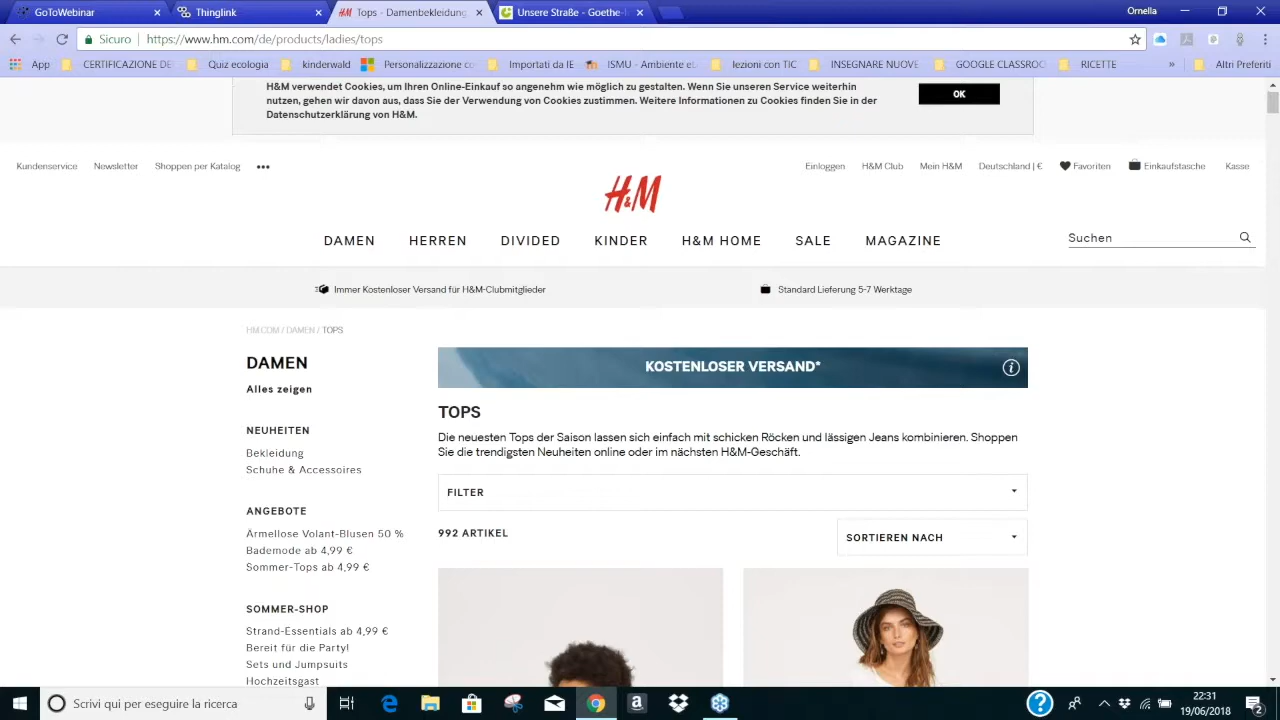 GoToWebinar
Thinglink
H&M Tops - Damenbekleidung
Unsere Straße - Goethe-I
Ornella
Sicuro
https://www.hm.com/de/products/ladies/tops
App
CERTIFICAZIONE DE
Quiz ecologia
kinderwald
Personalizzazione co
Importati da IE
ISMU - Ambiente eb
lezioni con TIC
INSEGNARE NUOVE
GOOGLE CLASSROO
RICETTE
»
Altri Preferiti
H&M verwendet Cookies, um Ihren Online-Einkauf so angenehm wie möglich zu gestalten. Wenn Sie unseren Service weiterhin
nutzen, gehen wir davon aus, dass Sie der Verwendung von Cookies zustimmen. Weitere Informationen zu Cookies finden Sie in der
Datenschutzerklärung von H&M.
OK
Kundenservice
Newsletter
Shoppen per Katalog
•••
Einloggen
H&M Club
Mein H&M
Deutschland | €
Favoriten
Einkaufstasche
Kasse
H&M
DAMEN
HERREN
DIVIDED
KINDER
H&M HOME
SALE
MAGAZINE
Suchen
Immer Kostenloser Versand für H&M-Clubmitglieder
Standard Lieferung 5-7 Werktage
HM.COM / DAMEN / TOPS
DAMEN
Alles zeigen
NEUHEITEN
Bekleidung
Schuhe & Accessoires
ANGEBOTE
Ärmellose Volant-Blusen 50 %
Bademode ab 4,99 €
Sommer-Tops ab 4,99 €
SOMMER-SHOP
Strand-Essentials ab 4,99 €
Bereit für die Party!
Sets und Jumpsuits
Hochzeitsgast
KOSTENLOSER VERSAND*
TOPS
Die neuesten Tops der Saison lassen sich einfach mit schicken Röcken und lässigen Jeans kombinieren. Shoppen
Sie die trendigsten Neuheiten online oder im nächsten H&M-Geschäft.
FILTER
992 ARTIKEL
SORTIEREN NACH
Scrivi qui per eseguire la ricerca
22:31
19/06/2018
2